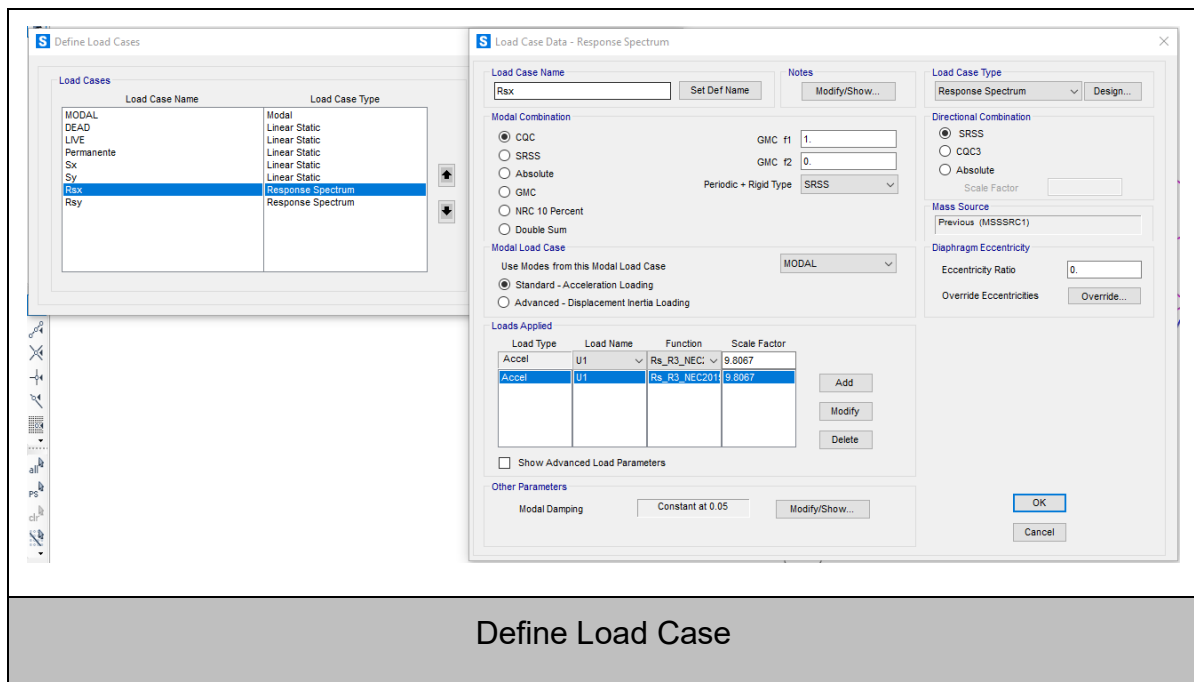 Define Load Cases
Load Cases
Load Case Name Load Case Type
MODAL Modal
DEAD Linear Static
LIVE Linear Static
Permanente Linear Static
Sx Linear Static
Sy Linear Static
Rsx Response Spectrum
Rsy Response Spectrum
Load Case Data - Response Spectrum
Load Case Name
Rsx Set Def Name
Notes
Modify/Show...
Load Case Type
Response Spectrum Design...
Modal Combination
CQC
SRSS
Absolute
GMC
NRC 10 Percent
Double Sum
GMC f1 1.
GMC f2 0.
Periodic + Rigid Type SRSS
Directional Combination
SRSS
CQC3
Absolute
Scale Factor
Mass Source
Previous (MSSSRC1)
Modal Load Case
Use Modes from this Modal Load Case MODAL
Standard - Acceleration Loading
Advanced - Displacement Inertia Loading
Diaphragm Eccentricity
Eccentricity Ratio 0.
Override Eccentricities Override...
Loads Applied
Load Type Load Name Function Scale Factor
Accel U1 Rs_R3_NEC: 9.8067
Accel U1 Rs_R3_NEC201 9.8067
Add
Modify
Delete
Show Advanced Load Parameters
Other Parameters
Modal Damping Constant at 0.05 Modify/Show...
OK
Cancel
all
PS
clr
Define Load Case